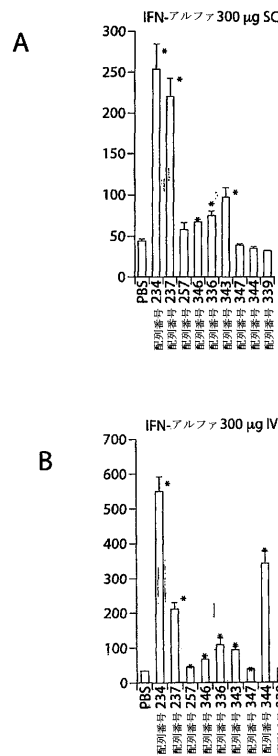 A
IFN-アルファ 300 μg SC
300
250
200
150
100
50
0
*
*
*
*
*
PBS
配列番号 234
配列番号 237
配列番号 257
配列番号 346
配列番号 336
配列番号 343
配列番号 347
配列番号 344
配列番号 339
B
IFN-アルファ 300 μg IV
700
600
500
400
300
200
100
0
*
*
*
*
*
*
*
PBS
配列番号 234
配列番号 237
配列番号 257
配列番号 346
配列番号 336
配列番号 343
配列番号 347
配列番号 344